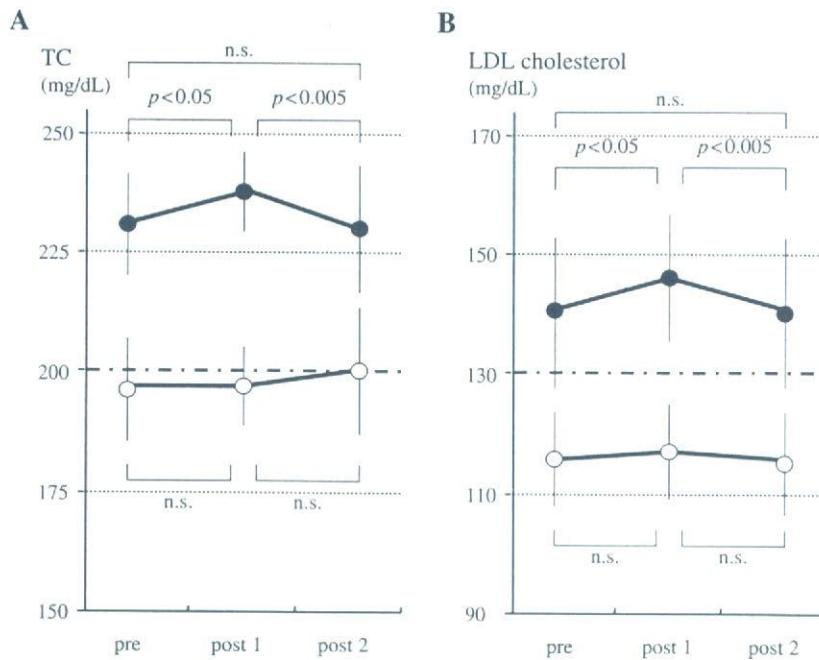 A
TC
(mg/dL)
n.s.
p<0.05
p<0.005
250
225
200
175
150
n.s.
n.s.
pre
post 1
post 2
B
LDL cholesterol
(mg/dL)
n.s.
p<0.05
p<0.005
170
150
130
110
90
n.s.
n.s.
pre
post 1
post 2